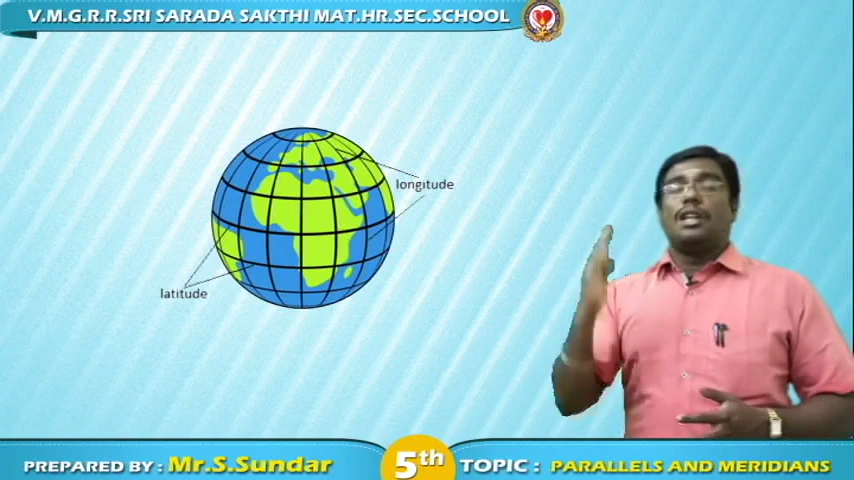 V.M.G.R.R.SRI SARADA SAKTHI MAT.HR.SEC.SCHOOL
longitude
latitude
PREPARED BY : Mr.S.Sundar
5th
TOPIC : PARALLELS AND MERIDIANS